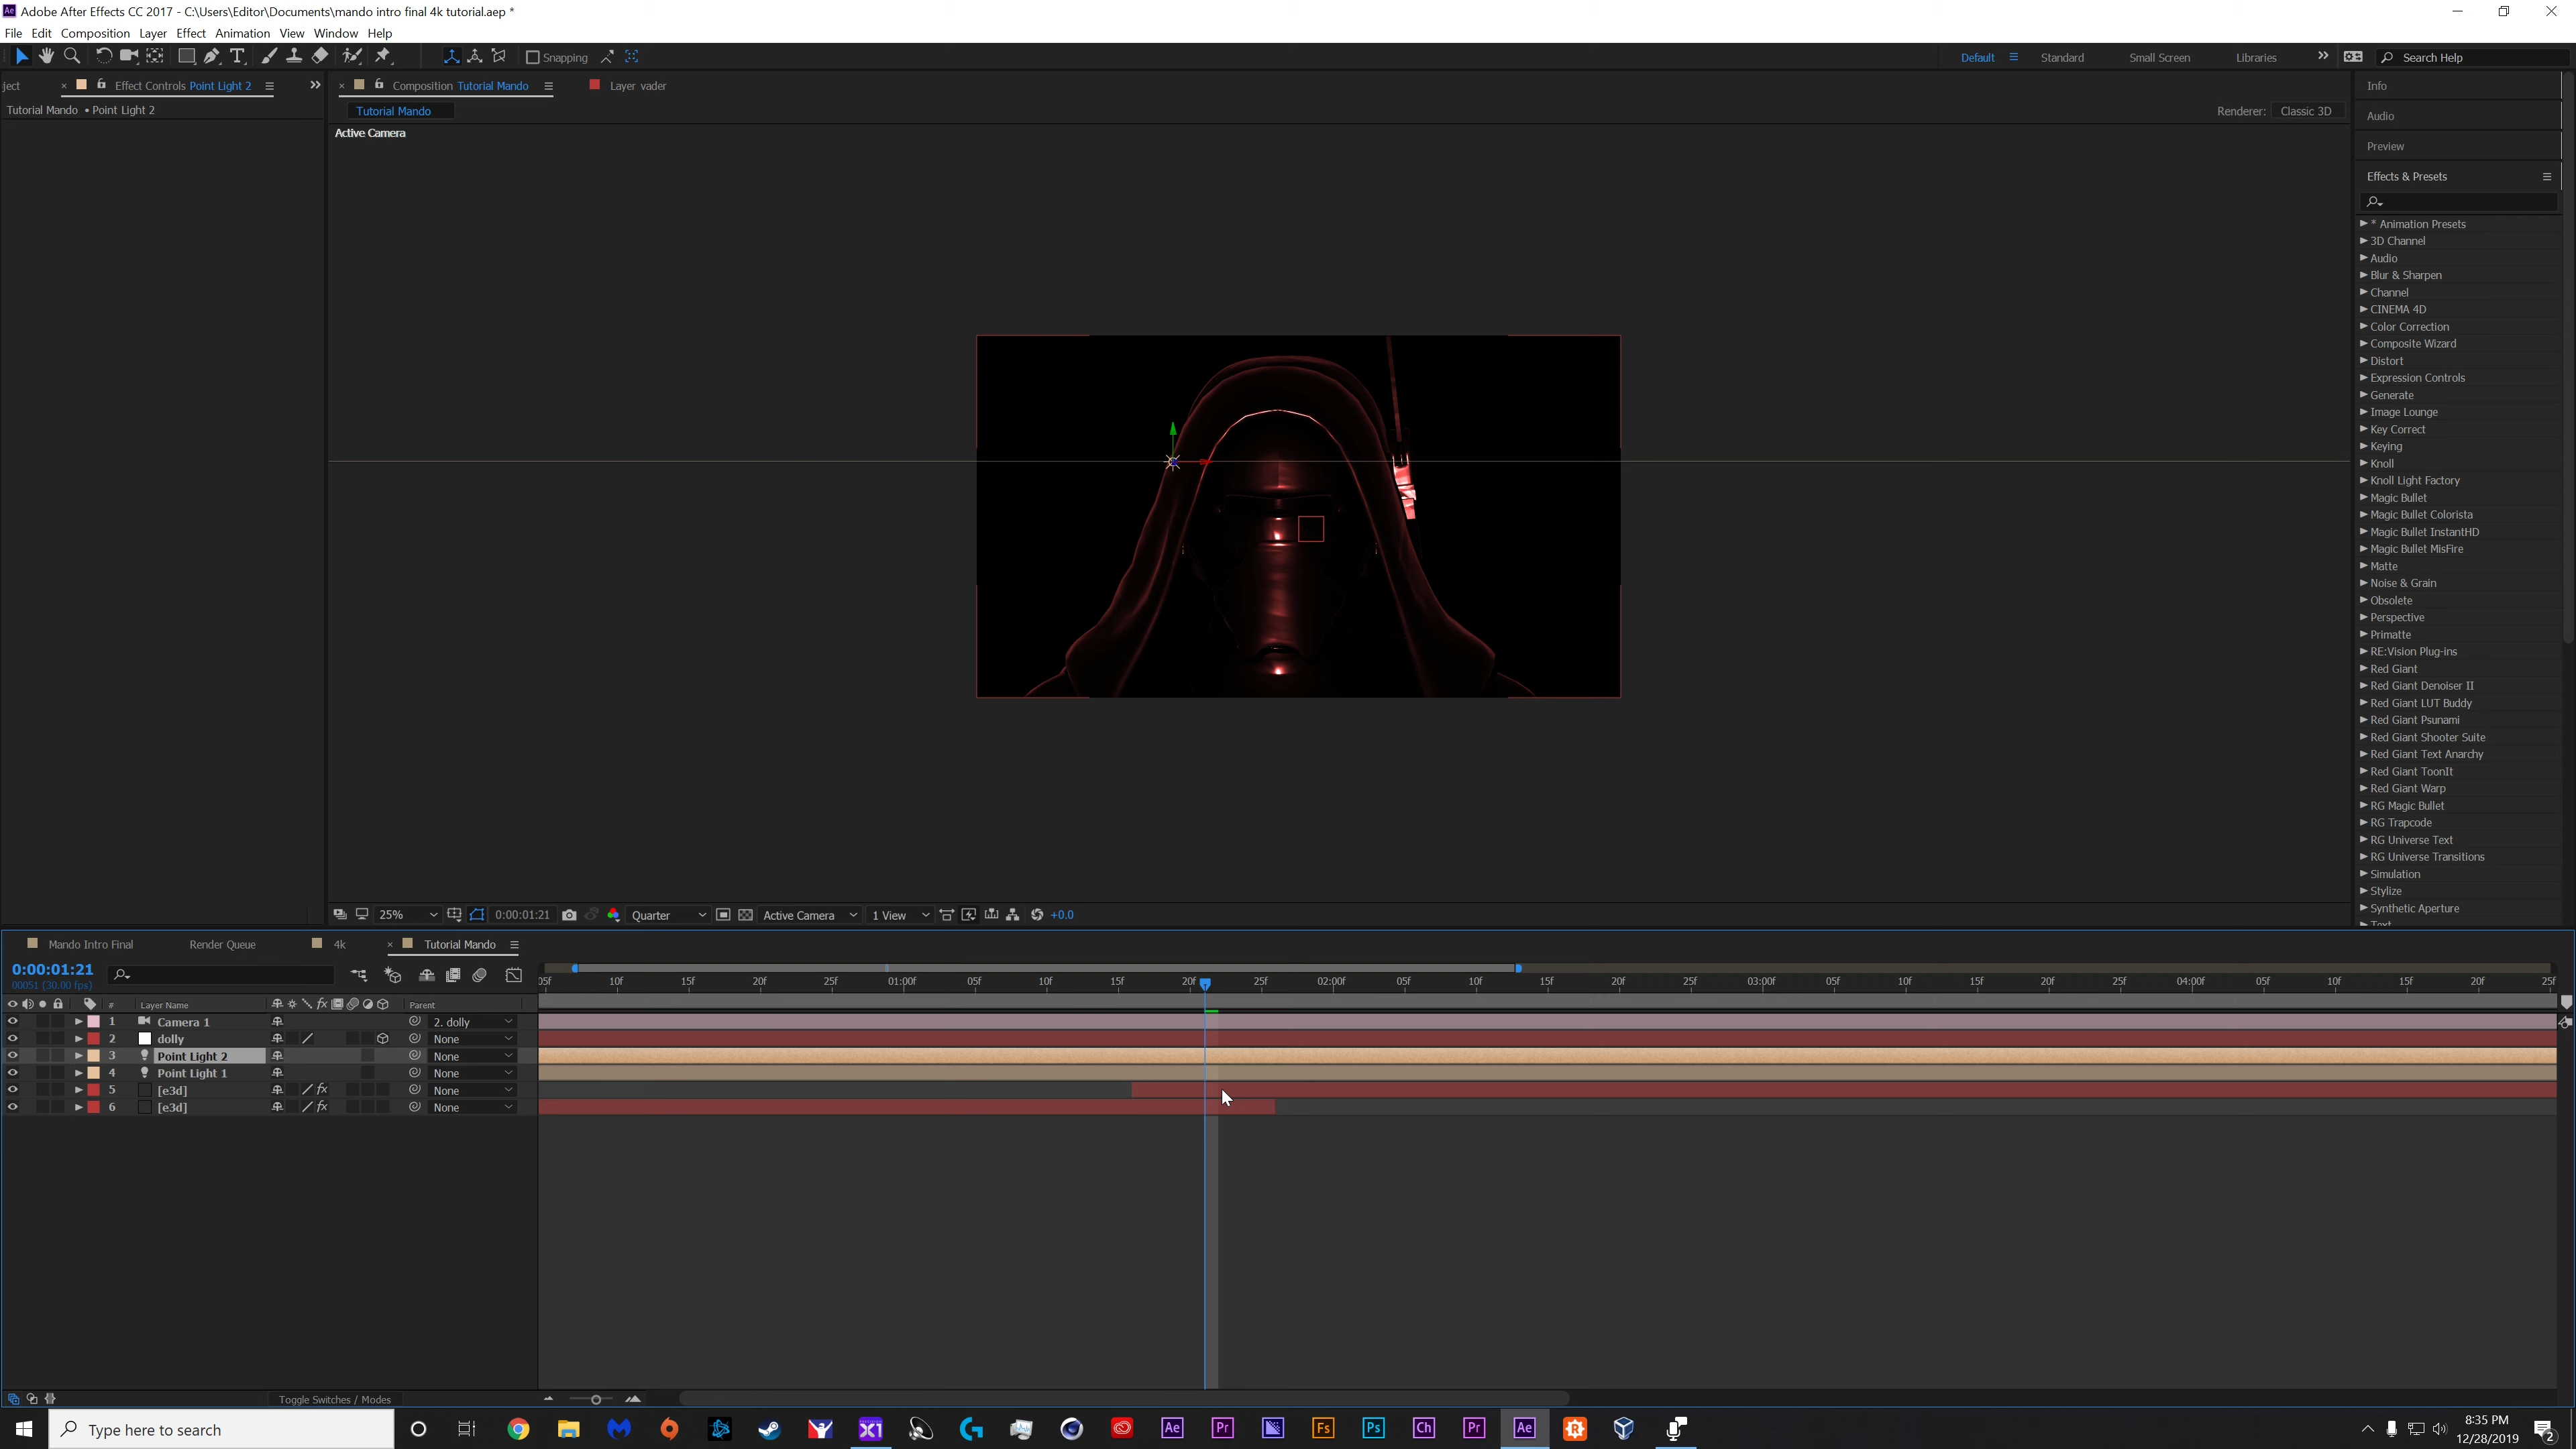 Adobe After Effects CC 2017 - C:\Users\Editor\Documents\mando intro final 4k tutorial.aep *
File Edit Composition Layer Effect Animation View Window Help
Snapping
Default Standard Small Screen Libraries Search Help
ject Effect Controls Point Light 2 Composition Tutorial Mando Layer vader
Tutorial Mando • Point Light 2
Tutorial Mando
Renderer: Classic 3D
Active Camera
Info
Audio
Preview
Effects & Presets
* Animation Presets
3D Channel
Audio
Blur & Sharpen
Channel
CINEMA 4D
Color Correction
Composite Wizard
Distort
Expression Controls
Generate
Image Lounge
Key Correct
Keying
Knoll
Knoll Light Factory
Magic Bullet
Magic Bullet Colorista
Magic Bullet InstantHD
Magic Bullet MisFire
Matte
Noise & Grain
Obsolete
Perspective
Primatte
RE:Vision Plug-ins
Red Giant
Red Giant Denoiser II
Red Giant LUT Buddy
Red Giant Psunami
Red Giant Shooter Suite
Red Giant Text Anarchy
Red Giant ToonIt
Red Giant Warp
RG Magic Bullet
RG Trapcode
RG Universe Text
RG Universe Transitions
Simulation
Stylize
Synthetic Aperture
Text
25% 0:00:01:21 Quarter Active Camera 1 View +0.0
Mando Intro Final Render Queue 4k Tutorial Mando
0:00:01:21
00051 (30.00 fps)
05f 10f 15f 20f 25f 01:00f 05f 10f 15f 20f 25f 02:00f 05f 10f 15f 20f 25f 03:00f 05f 10f 15f 20f 25f 04:00f 05f 10f 15f 20f 25f
# Layer Name fx Parent
1 Camera 1 2. dolly
2 dolly None
3 Point Light 2 None
4 Point Light 1 None
5 [e3d] fx None
6 [e3d] fx None
Toggle Switches / Modes
Type here to search
X1 Ae Pr Fs Ps Ch Pr Ae
8:35 PM
12/28/2019
2